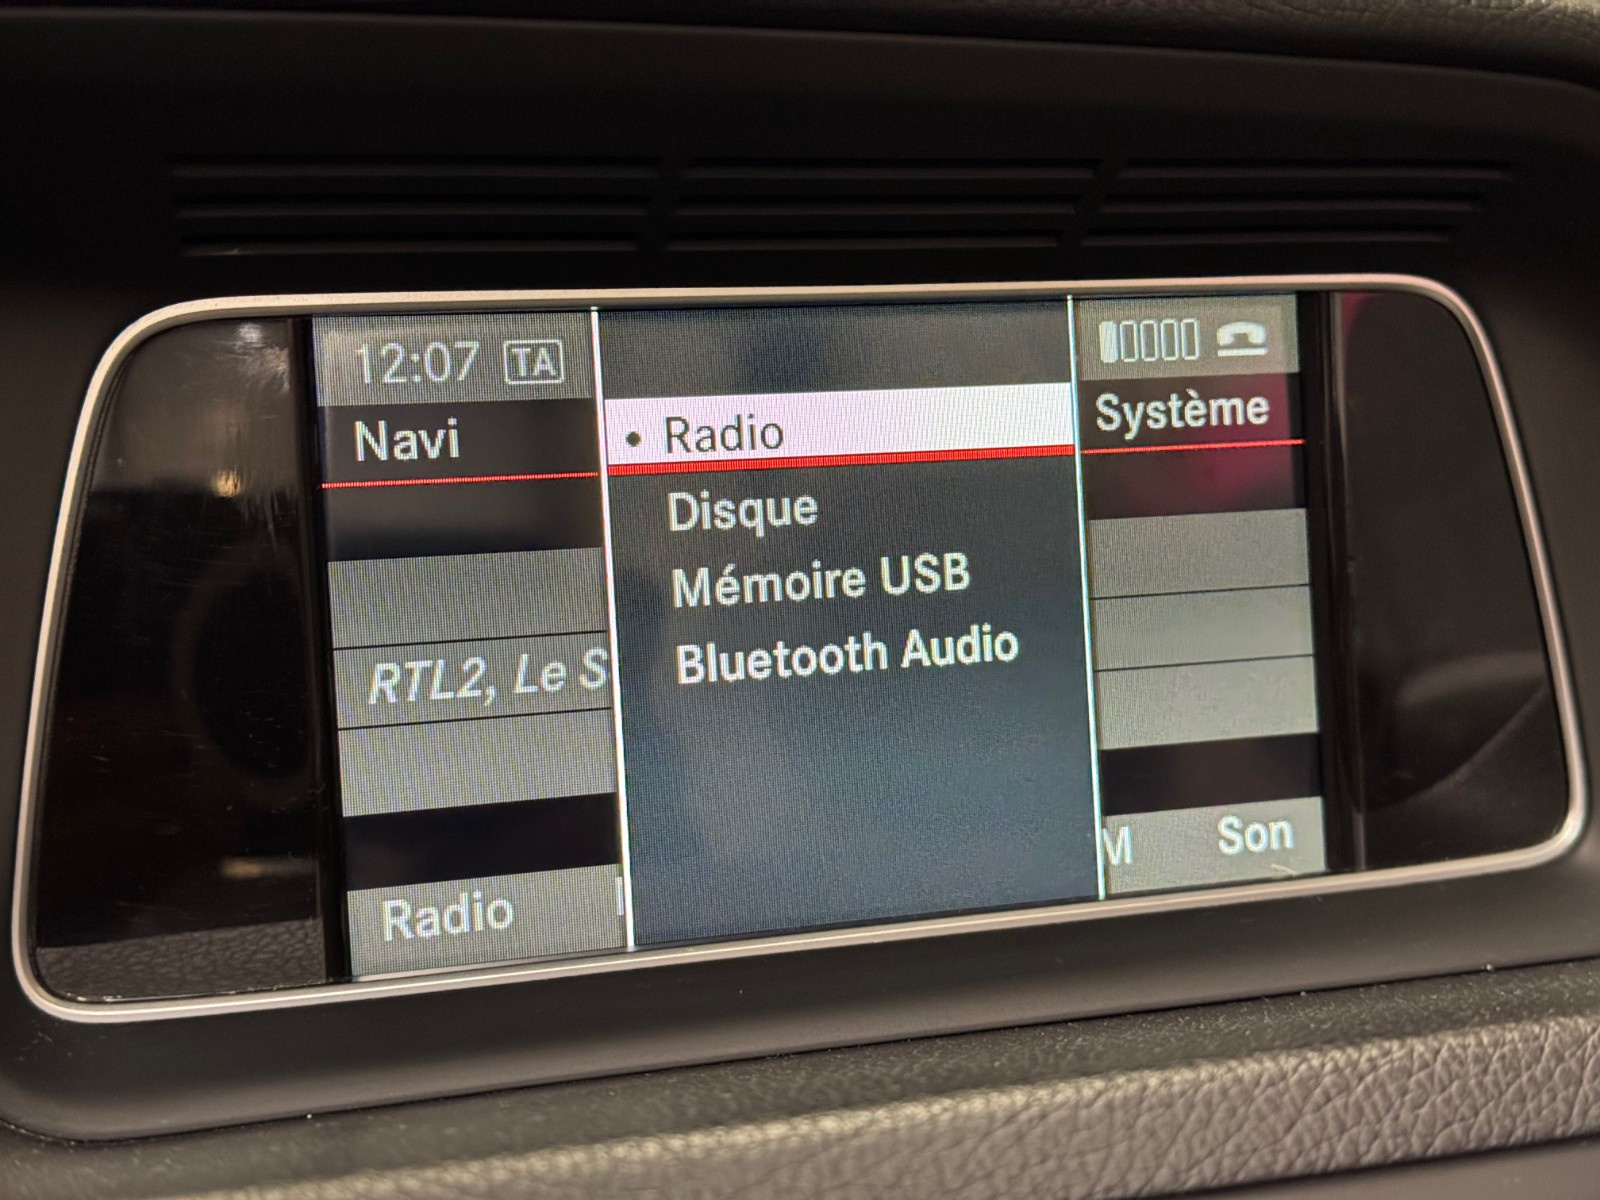 12:07 TA
Navi
Radio
Système
Disque
Mémoire USB
Bluetooth Audio
RTL2, Le S
Radio
M
Son